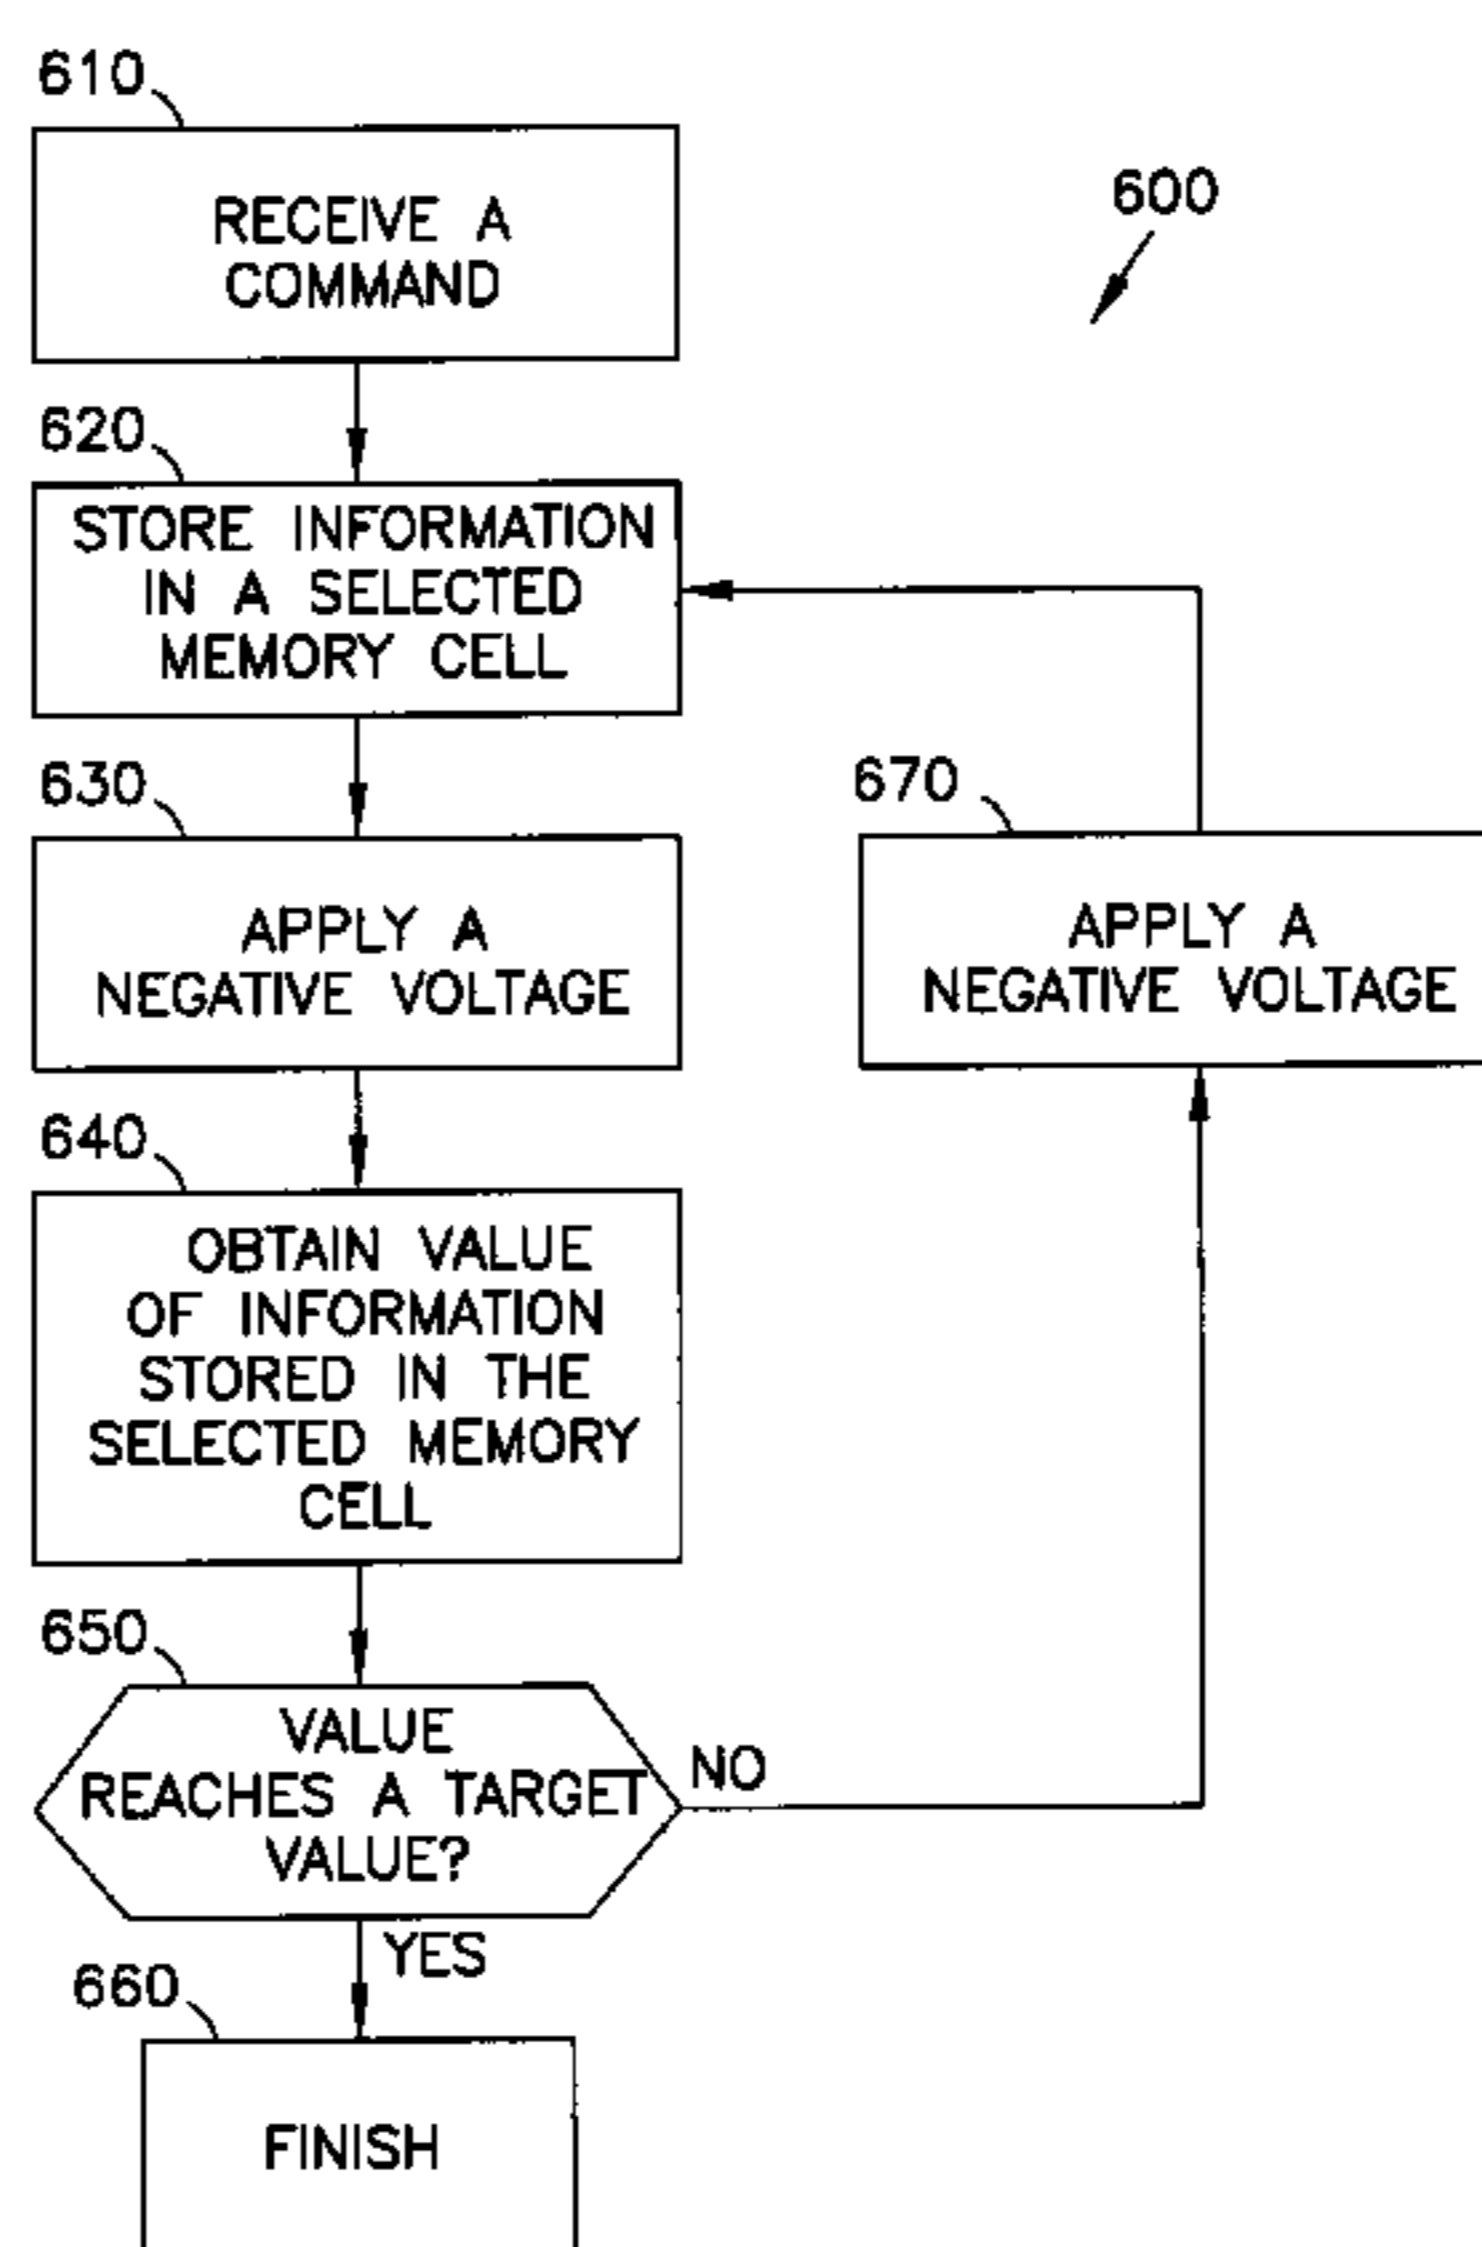 610
RECEIVE A
COMMAND
600
620
STORE INFORMATION
IN A SELECTED
MEMORY CELL
630
APPLY A
NEGATIVE VOLTAGE
670
APPLY A
NEGATIVE VOLTAGE
640
OBTAIN VALUE
OF INFORMATION
STORED IN THE
SELECTED MEMORY
CELL
650
VALUE
REACHES A TARGET
VALUE?
NO
YES
660
FINISH